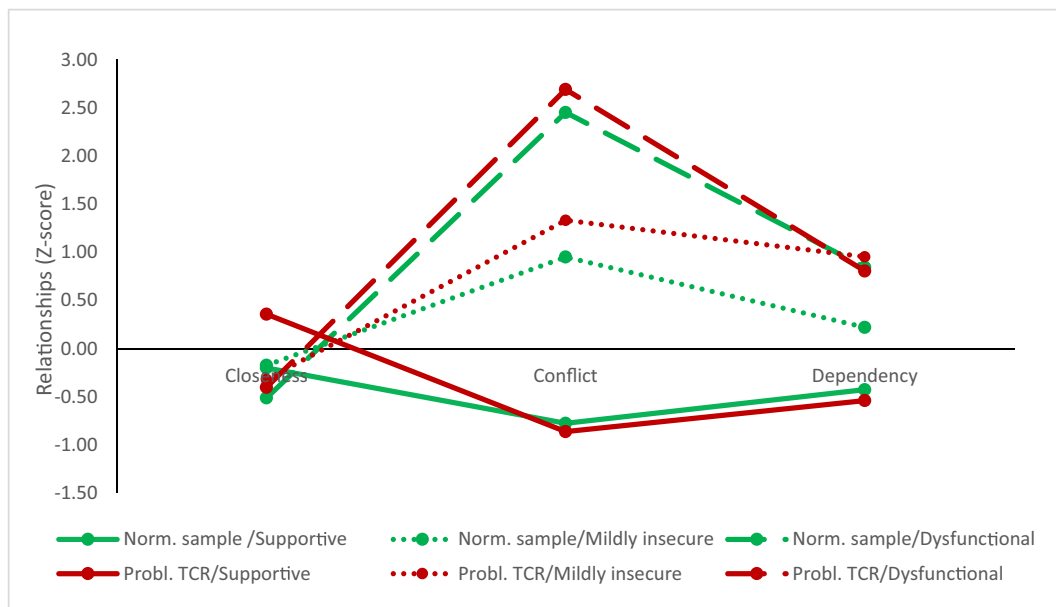 3.00
2.50
2.00
1.50
1.00
0.50
0.00
-0.50
-1.00
-1.50
Relationships (Z-score)
Closeness Conflict Dependency
Norm. sample /Supportive Norm. sample/Mildly insecure Norm. sample/Dysfunctional
Probl. TCR/Supportive Probl. TCR/Mildly insecure Probl. TCR/Dysfunctional